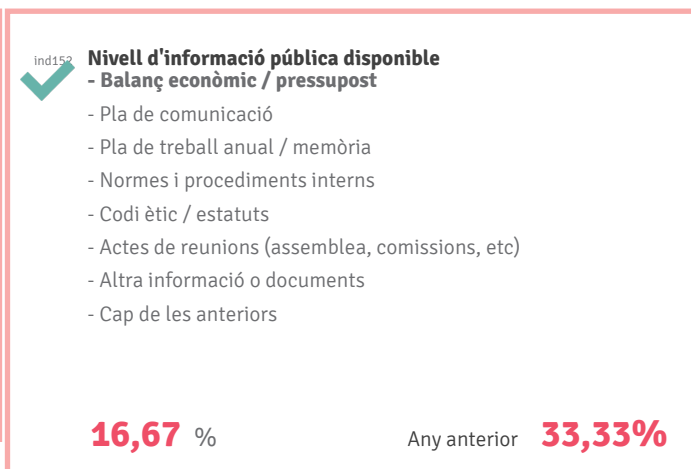 ind152 Nivell d'informació pública disponible
- Balanç econòmic / pressupost
- Pla de comunicació
- Pla de treball anual / memòria
- Normes i procediments interns
- Codi ètic / estatuts
- Actes de reunions (assemblea, comissions, etc)
- Altra informació o documents
- Cap de les anteriors
16,67 % Any anterior 33,33%